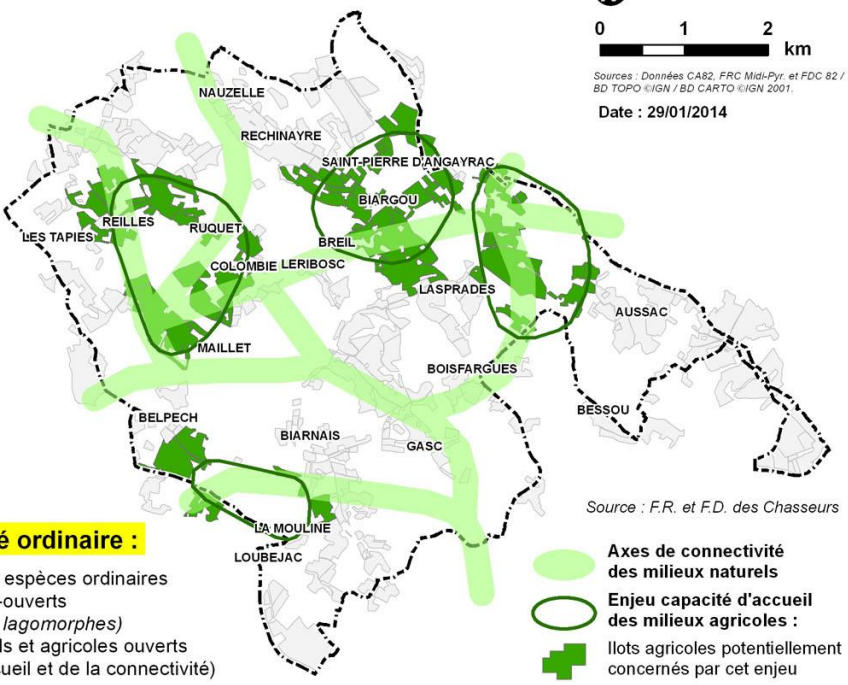 0 1 2
km
Sources : Données CA82, FRC Midi-Pyr. et FDC 82 /
BD TOPO ©IGN / BD CARTO ©IGN 2001.
Date : 29/01/2014
NAUZELLE
RECHINAYRE
SAINT-PIERRE D'ANGAYRAC
BIARGOU
REILLES
RUQUET
LES TAPIES
BREIL
COLOMBIE
LERIBOSC
LASPRADES
AUSSAC
MAILLET
BOISFARGUES
BESSOU
BELPECH
BIARNAIS
GASC
LA MOULINE
LOUBEJAC
Source : F.R. et F.D. des Chasseurs
é ordinaire :
espèces ordinaires
-ouverts
lagomorphes)
ls et agricoles ouverts
ueil et de la connectivité)
Axes de connectivité
des milieux naturels
Enjeu capacité d'accueil
des milieux agricoles :
Ilots agricoles potentiellement
concernés par cet enjeu